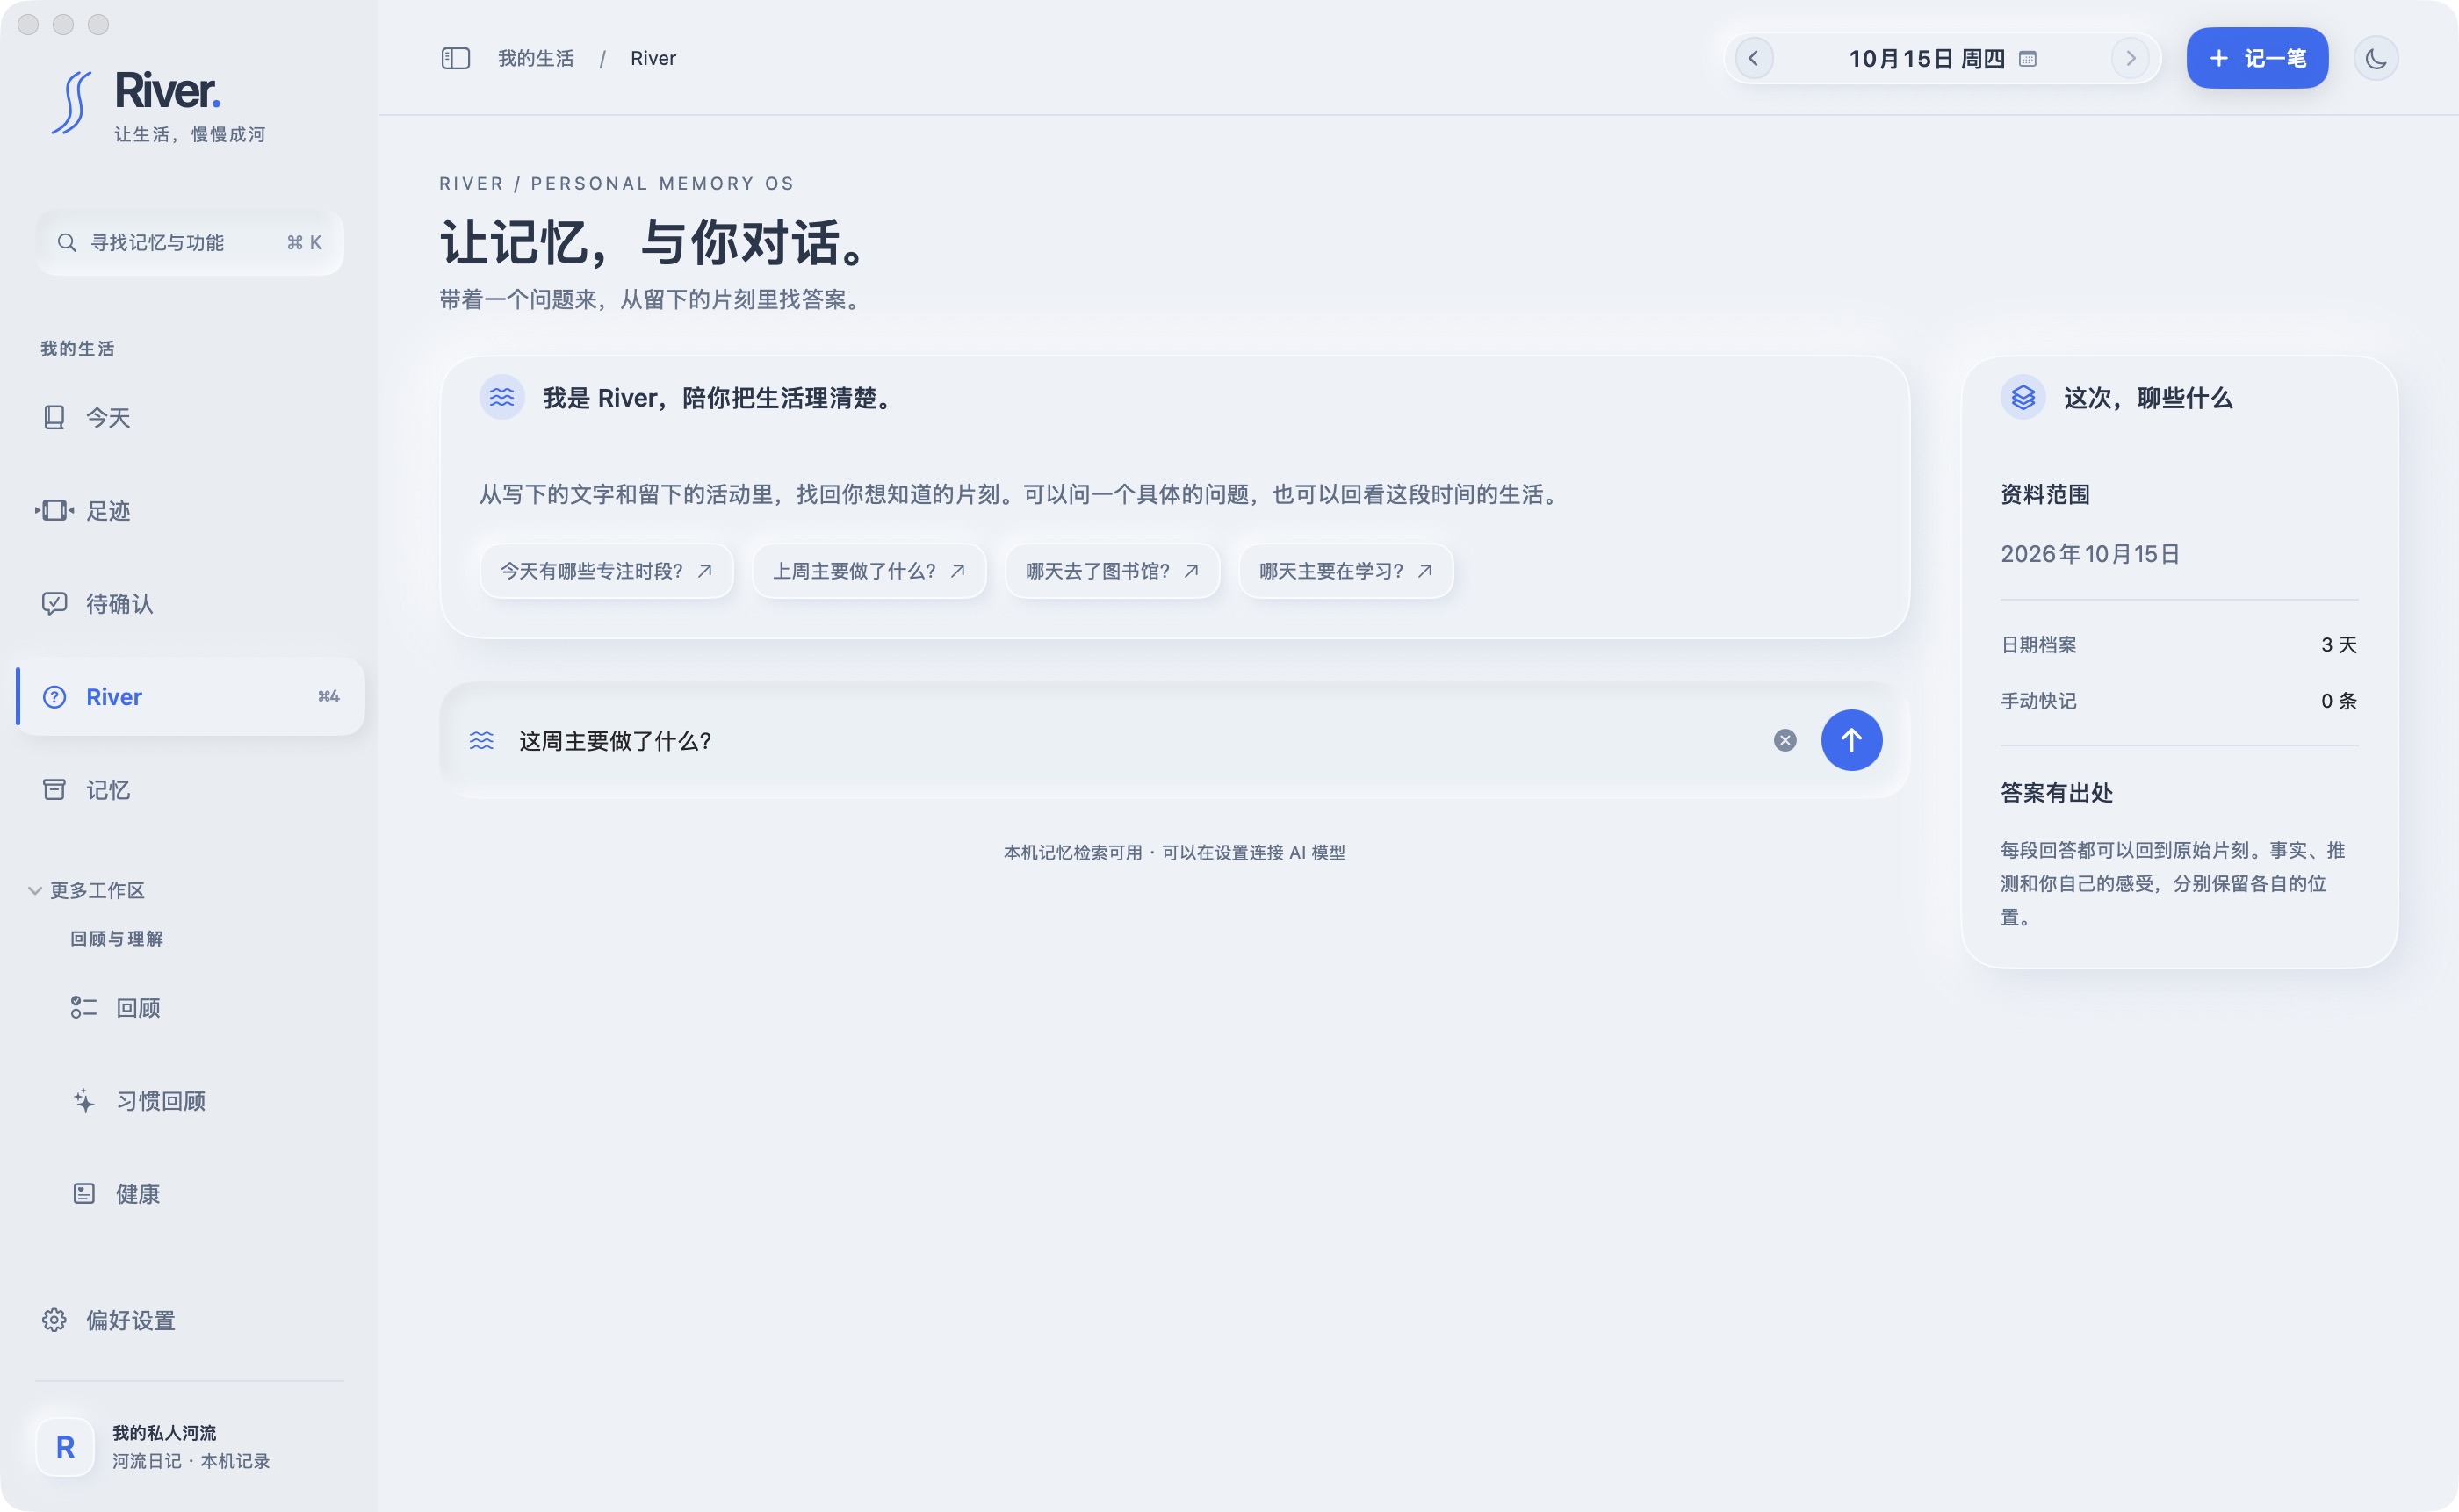 River.
让生活，慢慢成河
寻找记忆与功能 ⌘ K
我的生活
今天
足迹
待确认
River ⌘4
记忆
更多工作区
回顾与理解
回顾
习惯回顾
健康
偏好设置
R
我的私人河流
河流日记 · 本机记录
我的生活 / River
10月15日 周四
记一笔
RIVER / PERSONAL MEMORY OS
让记忆，与你对话。
带着一个问题来，从留下的片刻里找答案。
我是 River，陪你把生活理清楚。
从写下的文字和留下的活动里，找回你想知道的片刻。可以问一个具体的问题，也可以回看这段时间的生活。
今天有哪些专注时段？ 上周主要做了什么？ 哪天去了图书馆？ 哪天主要在学习？
这周主要做了什么？
本机记忆检索可用 · 可以在设置连接 AI 模型
这次，聊些什么
资料范围
2026年10月15日
日期档案 3 天
手动快记 0 条
答案有出处
每段回答都可以回到原始片刻。事实、推
测和你自己的感受，分别保留各自的位
置。